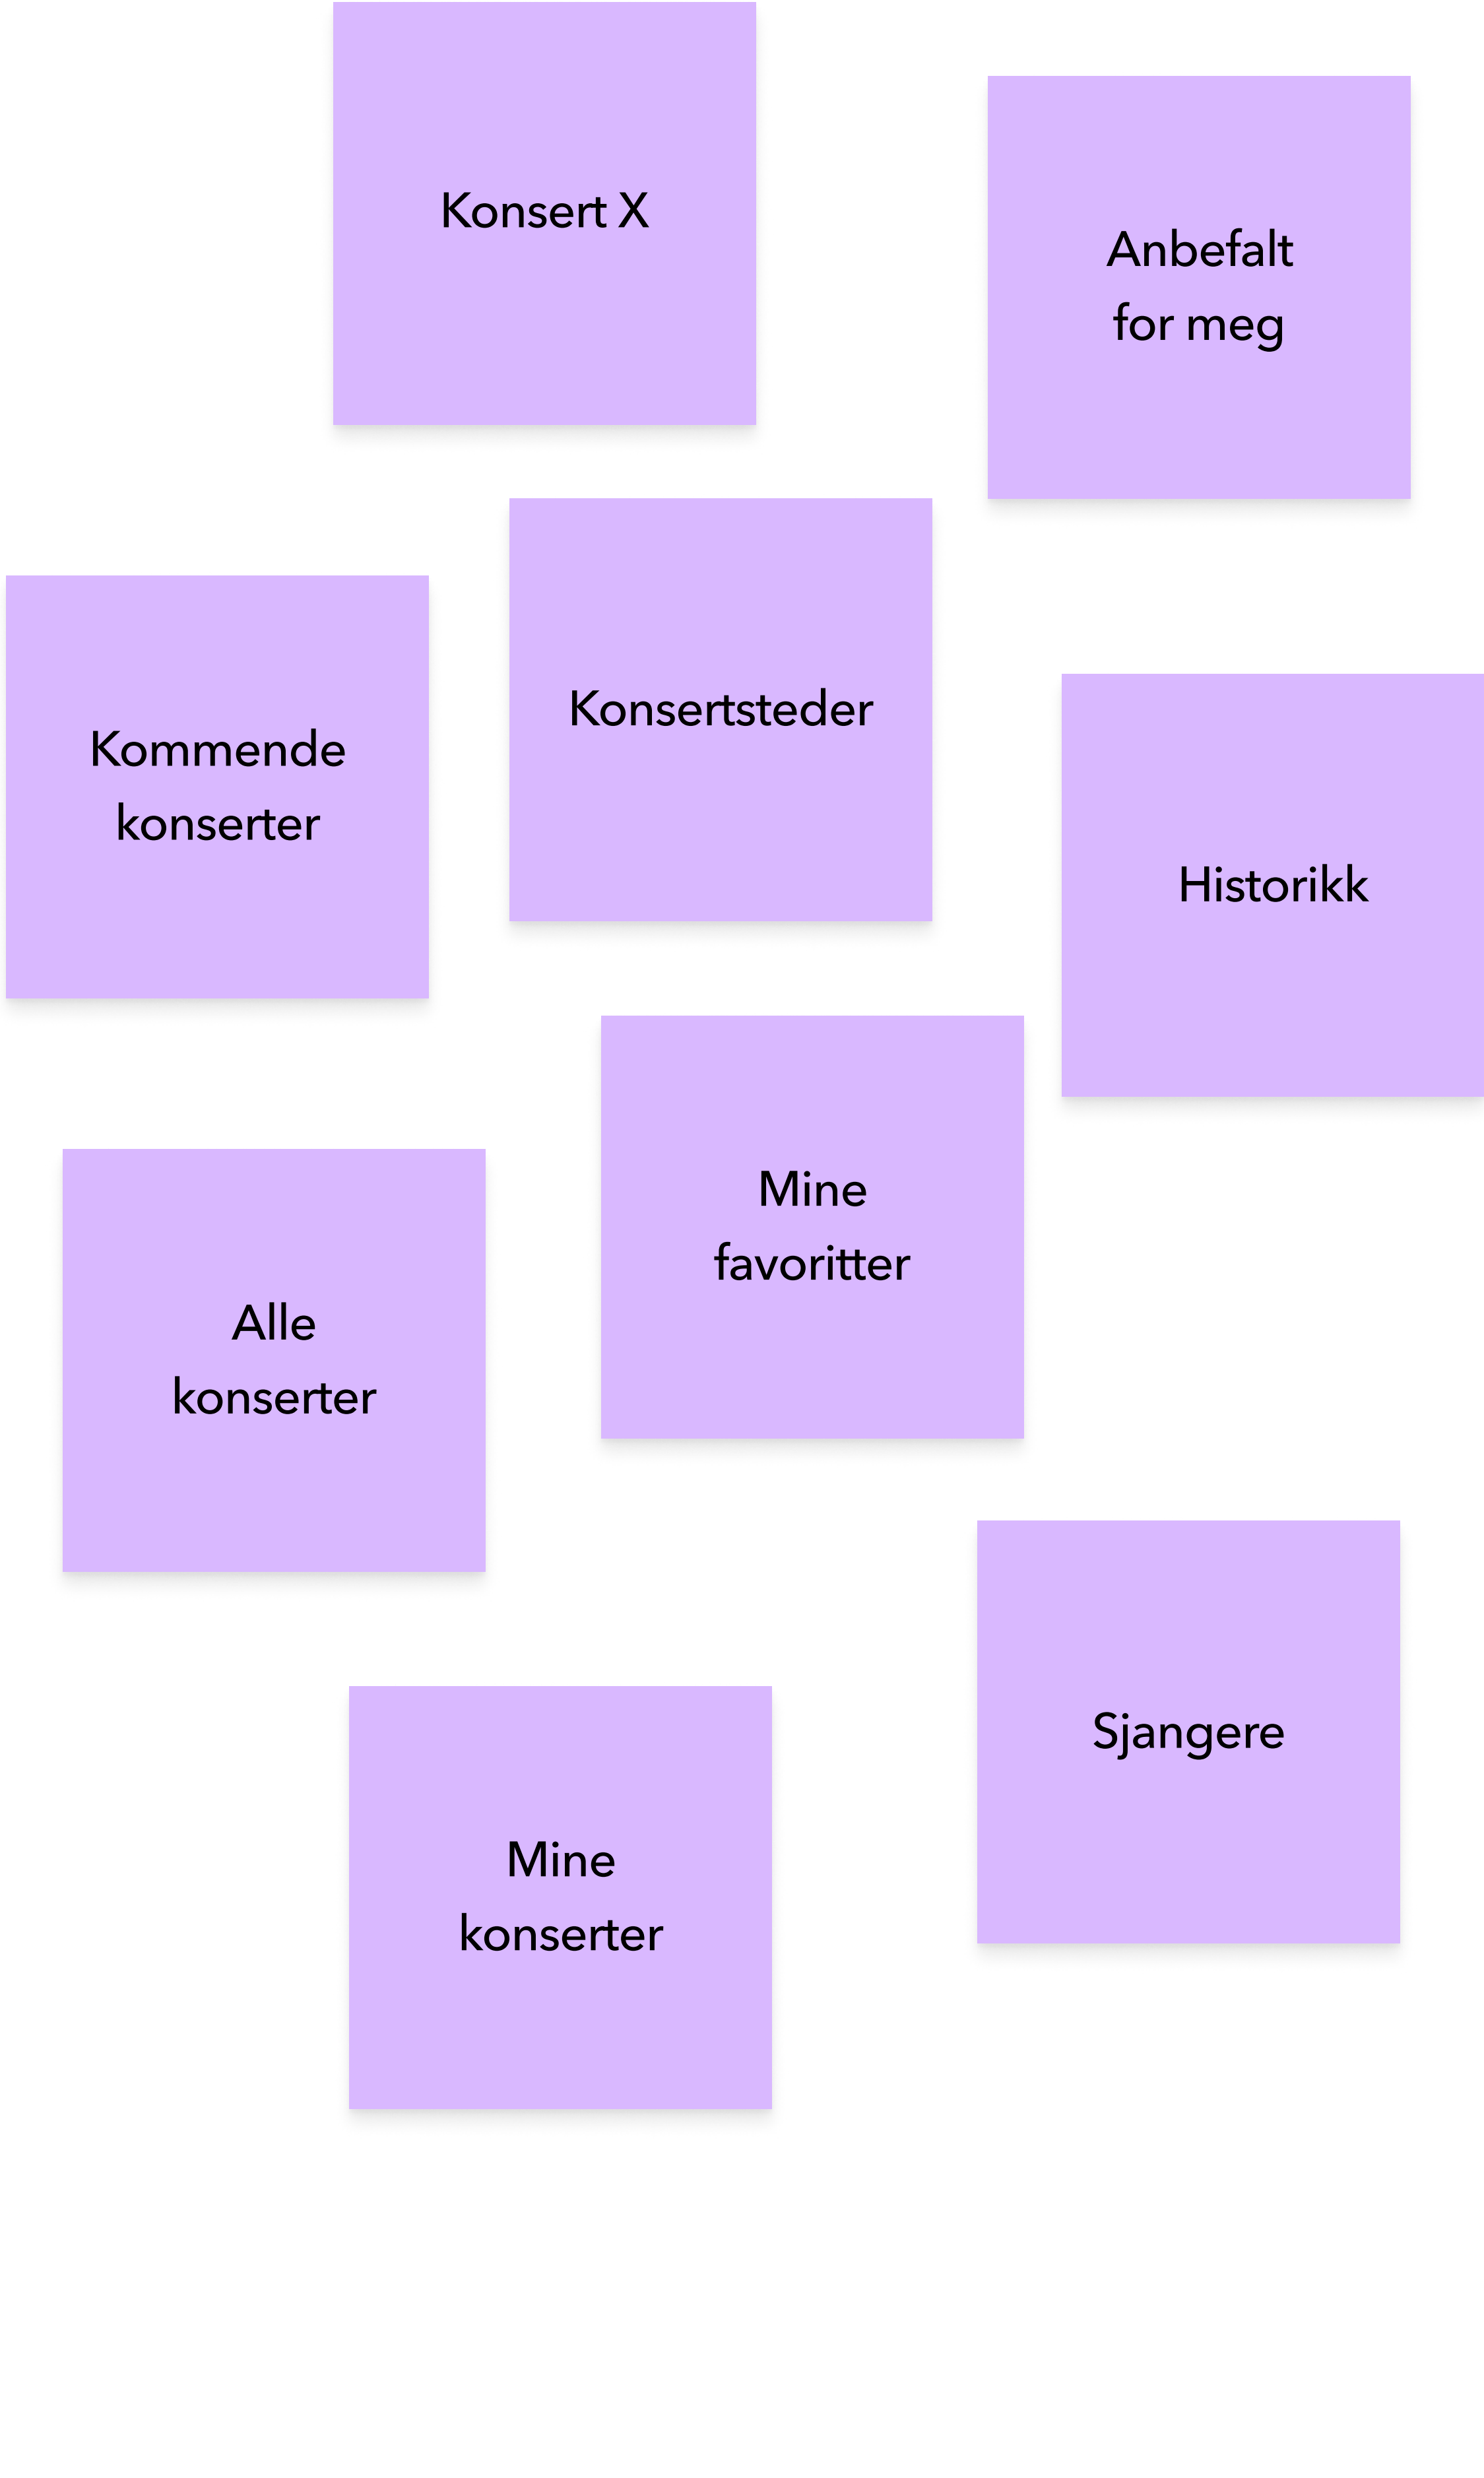 Konsert X
Anbefalt
for meg
Konsertsteder
Kommende
konserter
Historikk
Mine
favoritter
Alle
konserter
Sjangere
Mine
konserter